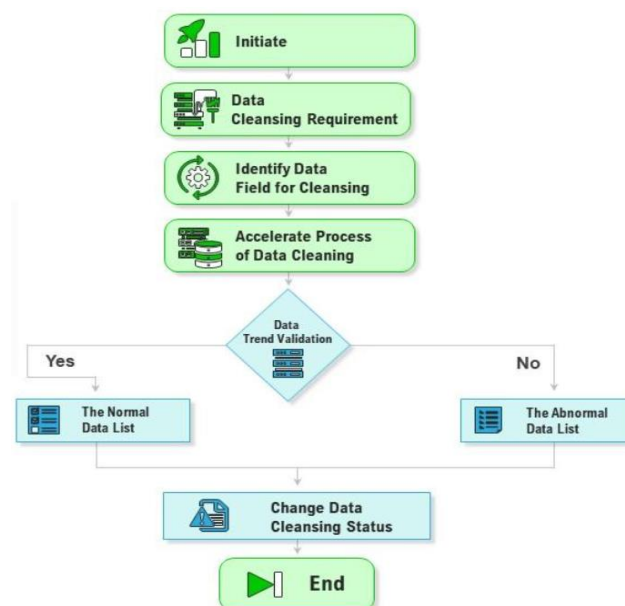 Initiate
Data
Cleansing Requirement
Identify Data
Field for Cleansing
Accelerate Process
of Data Cleaning
Data
Trend Validation
Yes
No
The Normal
Data List
The Abnormal
Data List
Change Data
Cleansing Status
End